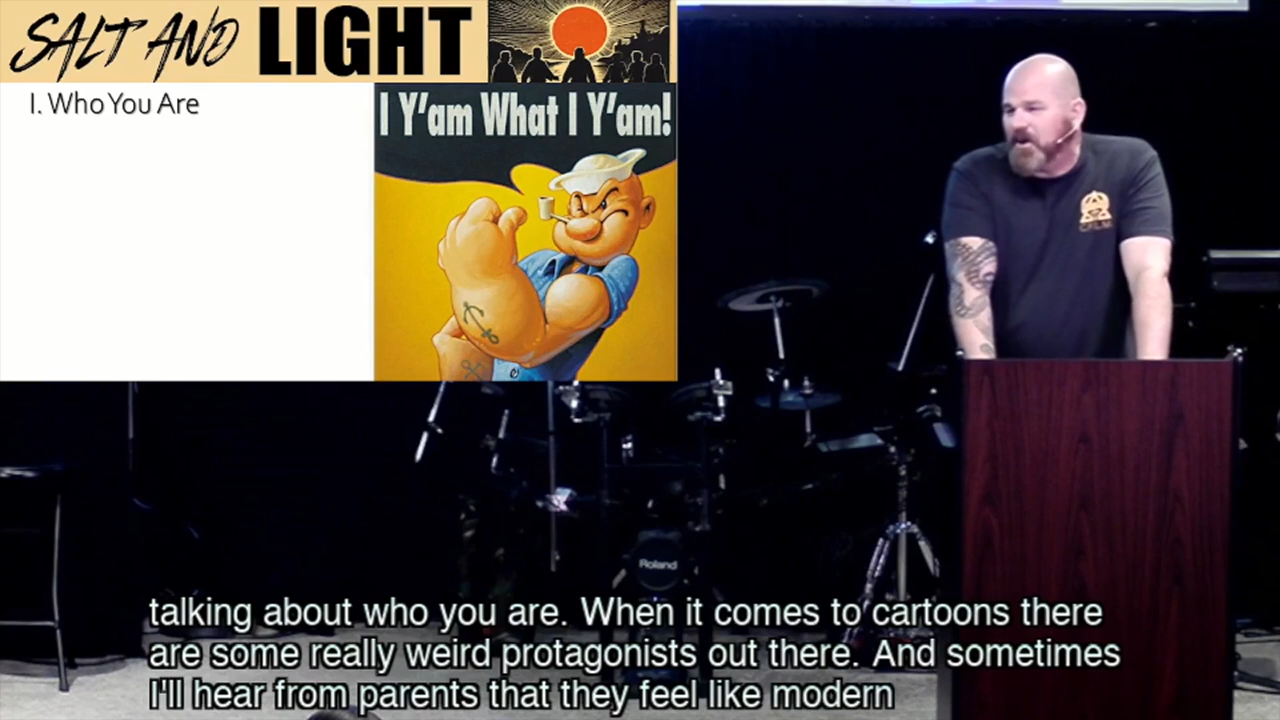 SALT AND LIGHT
I. Who You Are
I Y'am What I Y'am!
Roland
talking about who you are. When it comes to cartoons there
are some really weird protagonists out there. And sometimes
I'll hear from parents that they feel like modern